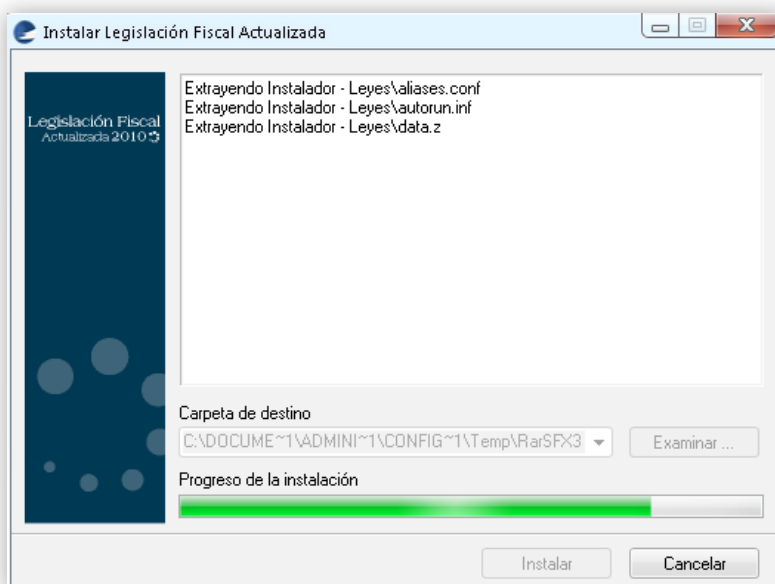 Instalar Legislación Fiscal Actualizada
Legislación Fiscal
Actualizada 2010
Extrayendo Instalador - Leyes\aliases.conf
Extrayendo Instalador - Leyes\autorun.inf
Extrayendo Instalador - Leyes\data.z
Carpeta de destino
C:\DOCUME~1\ADMINI~1\CONFIG~1\Temp\RarSFX3
Examinar ...
Progreso de la instalación
Instalar
Cancelar